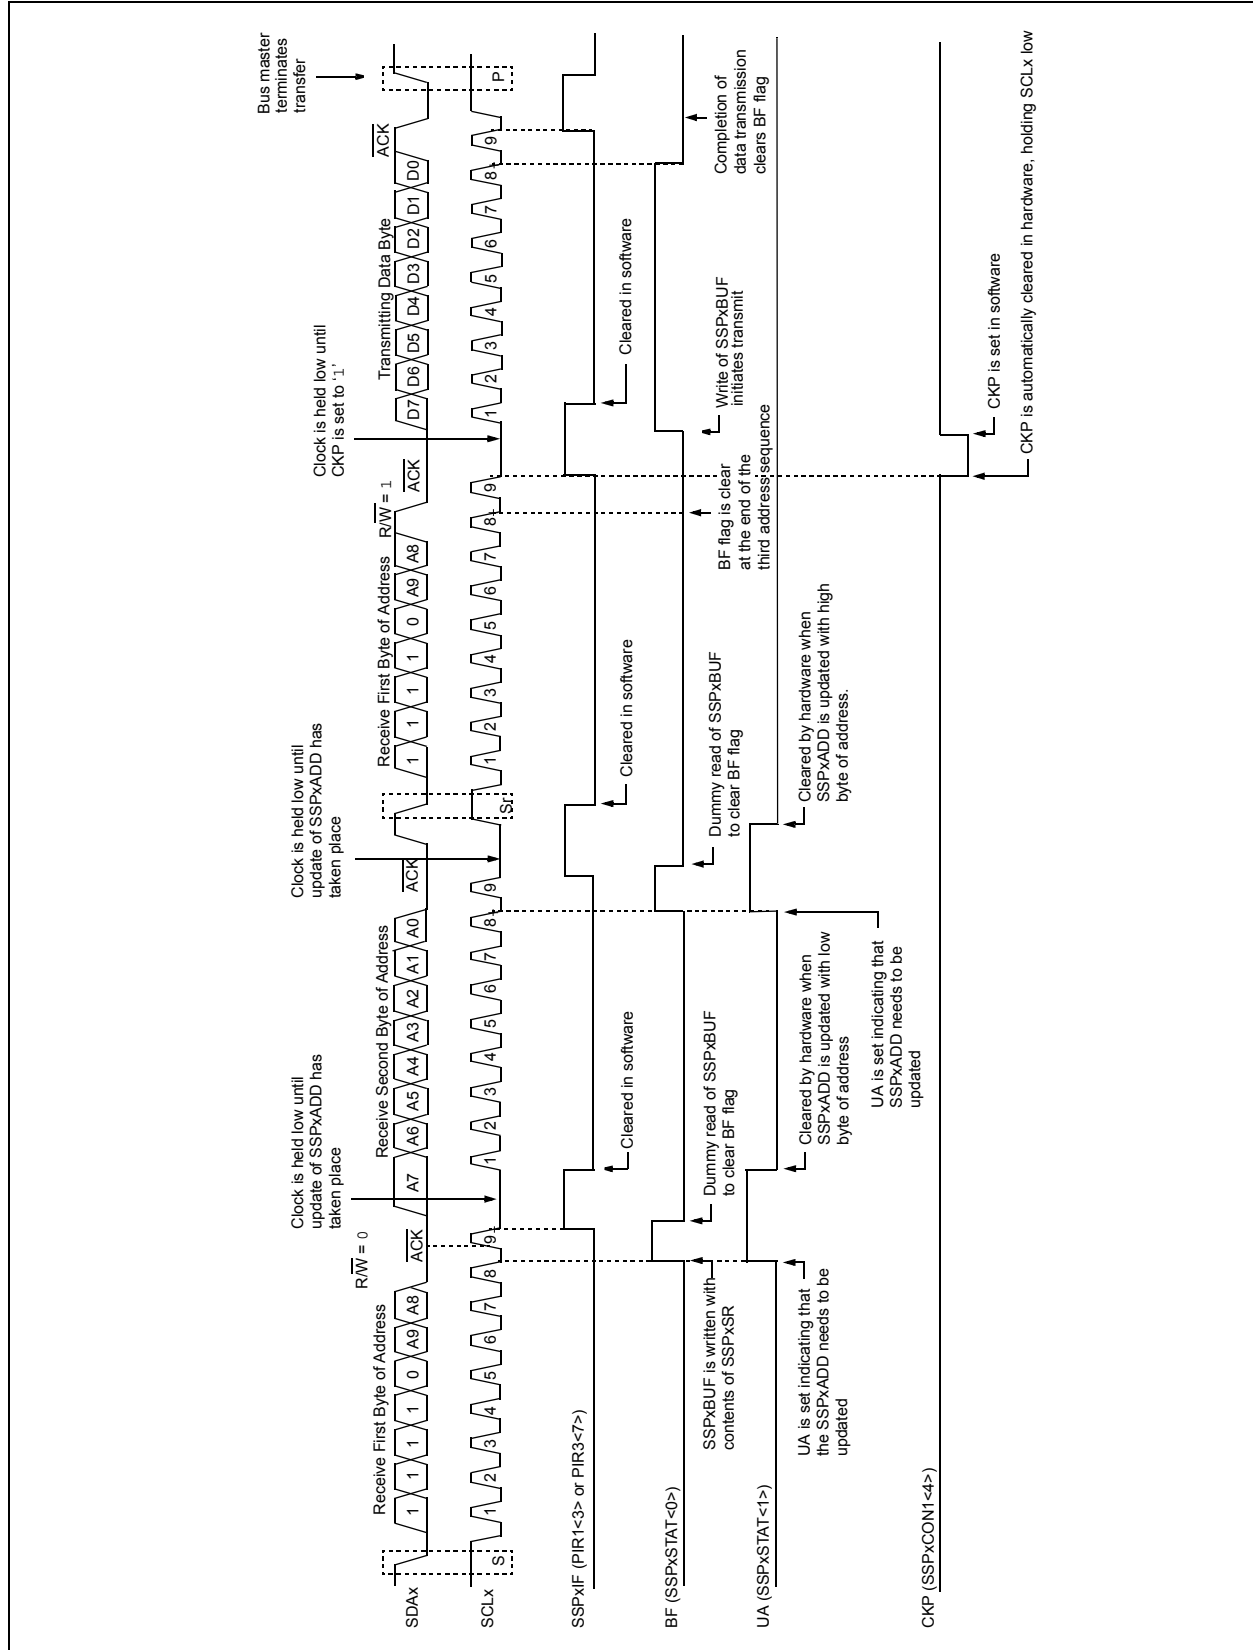 Bus master
terminates
transfer
Clock is held low until
CKP is set to ‘1’
Clock is held low until
update of SSPxADD has
taken place
Clock is held low until
update of SSPxADD has
taken place
R/W = 0
R/W = 1
Receive First Byte of Address
ACK
Receive Second Byte of Address
ACK
Receive First Byte of Address
ACK
Transmitting Data Byte
ACK
SDAx
1 1 1 1 0 A9 A8
A7 A6 A5 A4 A3 A2 A1 A0
1 1 1 1 0 A9 A8
D7 D6 D5 D4 D3 D2 D1 D0
SCLx
S 1 2 3 4 5 6 7 8 9
1 2 3 4 5 6 7 8 9
Sr 1 2 3 4 5 6 7 8 9
1 2 3 4 5 6 7 8 9 P
SSPxIF (PIR1<3> or PIR3<7>)
Cleared in software
Cleared in software
Cleared in software
BF (SSPxSTAT<0>)
SSPxBUF is written with
contents of SSPxSR
Dummy read of SSPxBUF
to clear BF flag
Dummy read of SSPxBUF
to clear BF flag
BF flag is clear
at the end of the
third address sequence
Write of SSPxBUF
initiates transmit
Completion of
data transmission
clears BF flag
UA (SSPxSTAT<1>)
UA is set indicating that
the SSPxADD needs to be
updated
Cleared by hardware when
SSPxADD is updated with low
byte of address
UA is set indicating that
SSPxADD needs to be
updated
Cleared by hardware when
SSPxADD is updated with high
byte of address.
CKP (SSPxCON1<4>)
CKP is set in software
CKP is automatically cleared in hardware, holding SCLx low